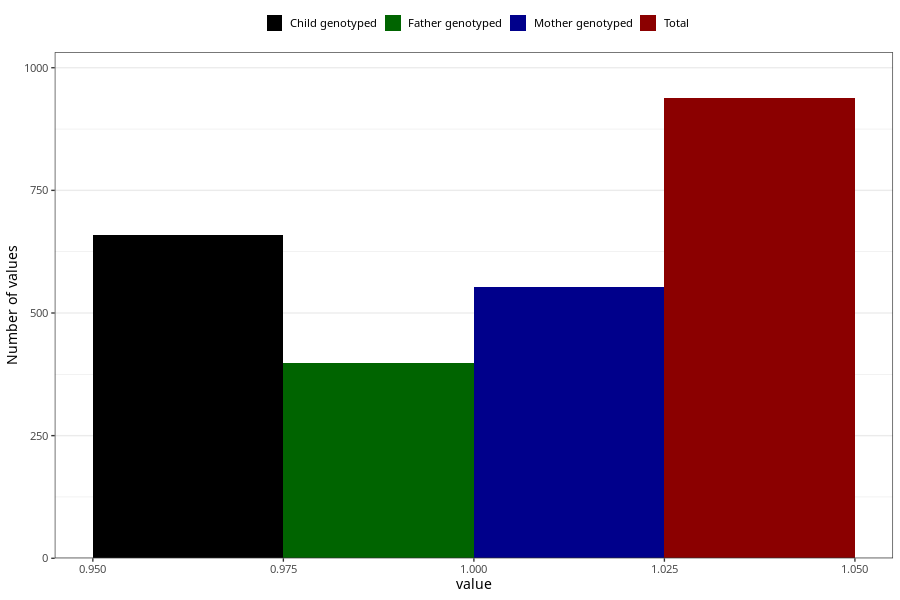 Child genotyped Father genotyped Mother genotyped Total
1000
750
500
250
0
Number of values
0.950 0.975 1.000 1.025 1.050
value